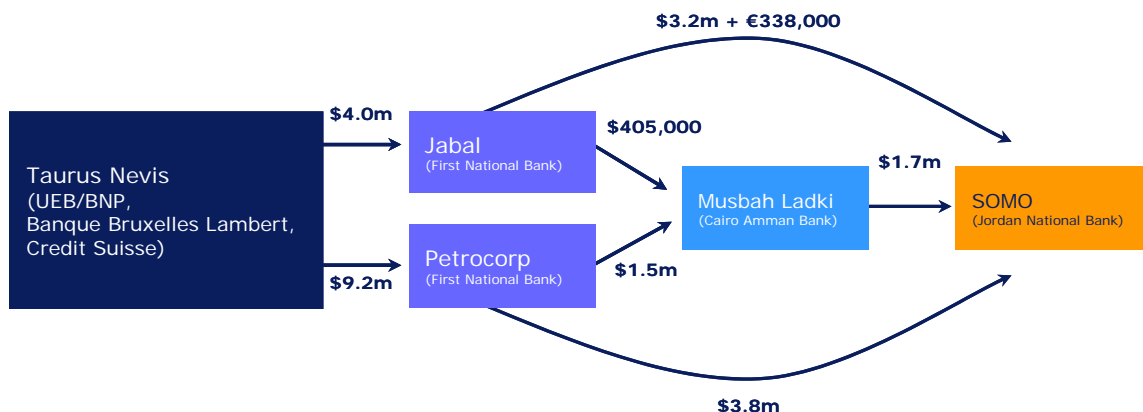 $3.2m + €338,000
$4.0m
Jabal
(First National Bank)
$405,000
Taurus Nevis
(UEB/BNP,
Banque Bruxelles Lambert,
Credit Suisse)
$1.7m
Musbah Ladki
(Cairo Amman Bank)
SOMO
(Jordan National Bank)
$9.2m
Petrocorp
(First National Bank)
$1.5m
$3.8m